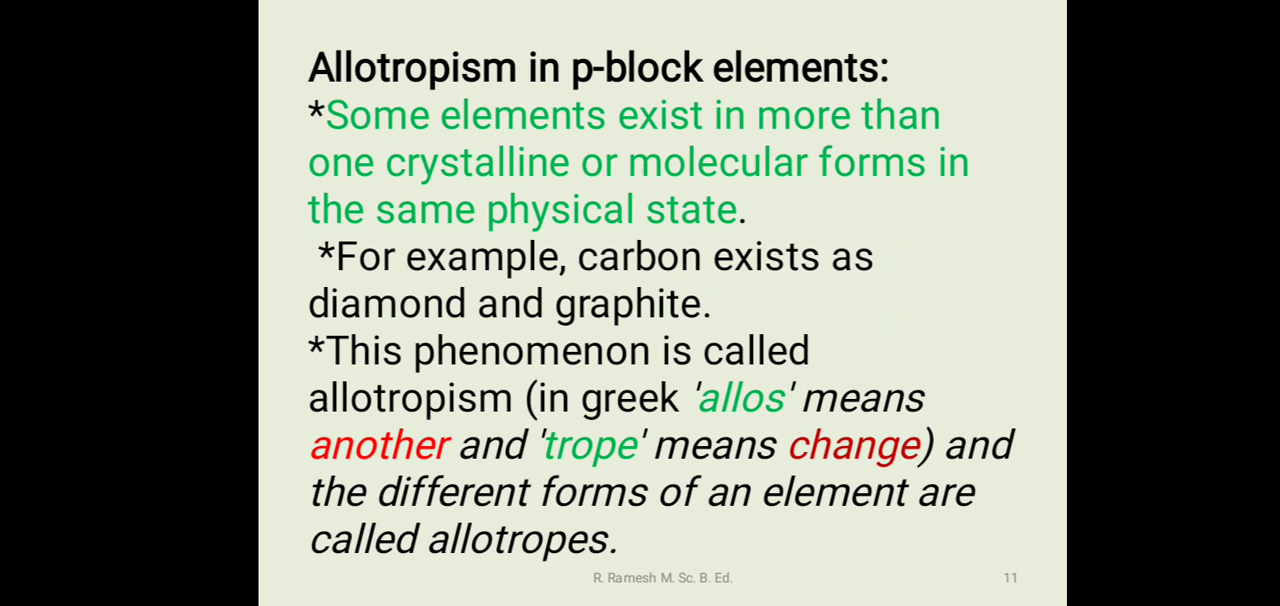 Allotropism in p-block elements:
*Some elements exist in more than
one crystalline or molecular forms in
the same physical state.
*For example, carbon exists as
diamond and graphite.
*This phenomenon is called
allotropism (in greek 'allos' means
another and 'trope' means change) and
the different forms of an element are
called allotropes.
R. Ramesh M. Sc. B. Ed.
11